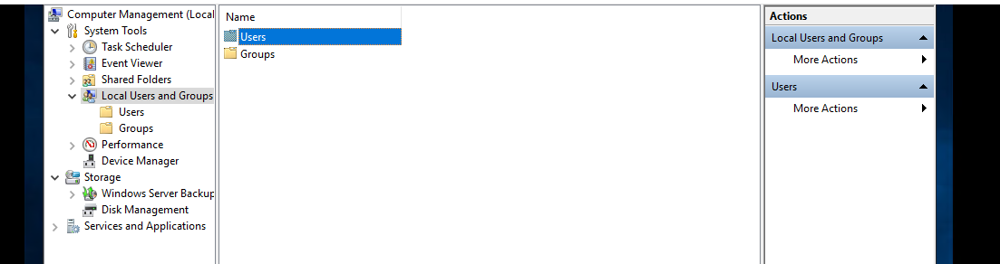 Computer Management (Local
System Tools
Task Scheduler
Event Viewer
Shared Folders
Local Users and Groups
Users
Groups
Performance
Device Manager
Storage
Windows Server Backup
Disk Management
Services and Applications
Name
Users
Groups
Actions
Local Users and Groups
More Actions
Users
More Actions